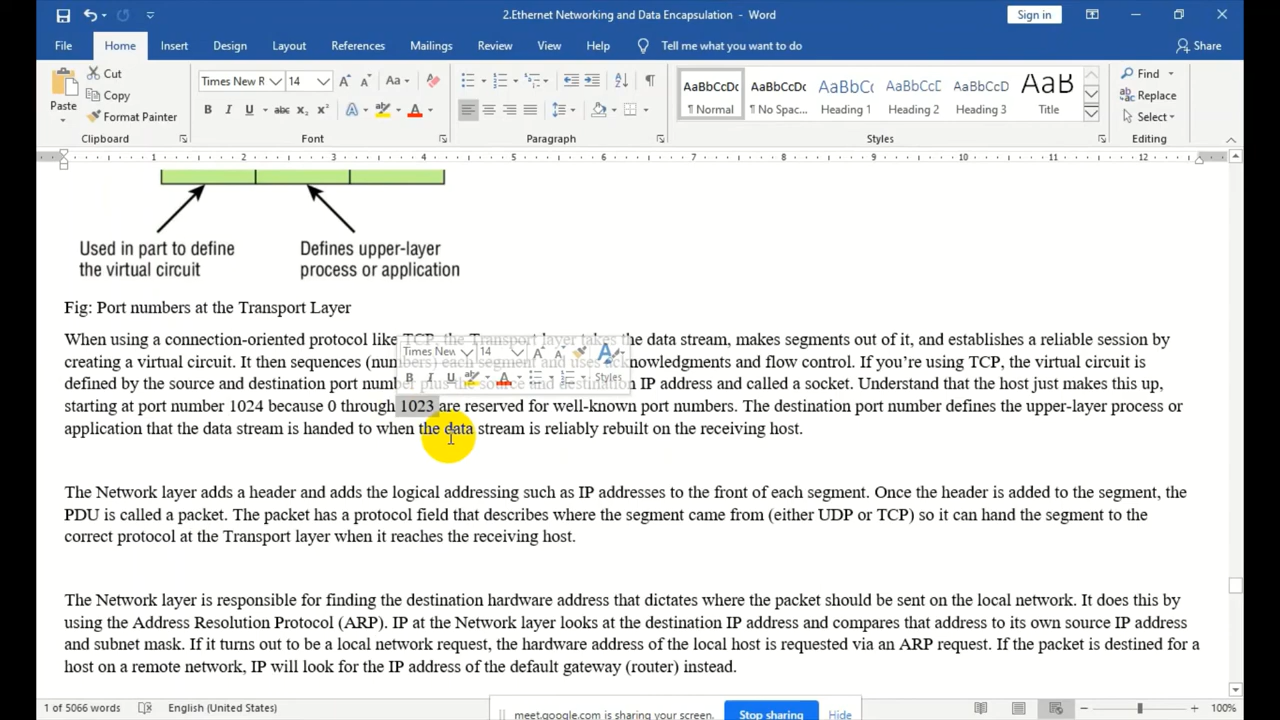 2.Ethernet Networking and Data Encapsulation - Word
Sign in
File Home Insert Design Layout References Mailings Review View Help Tell me what you want to do Share
Paste
Cut
Copy
Format Painter
Clipboard
Times New R 14 Aa
B I U abc x₂ x² A A
Font
Paragraph
AaBbCcDc AaBbCcDc AaBbCc AaBbCcD AaBbCcD AaB
¶ Normal ¶ No Spac... Heading 1 Heading 2 Heading 3 Title
Styles
Find
Replace
Select
Editing
1 2 3 4 5 6 7 8 9 10 11 12
Used in part to define
the virtual circuit
Defines upper-layer
process or application
Fig: Port numbers at the Transport Layer
When using a connection-oriented protocol like TCP, the Transport layer takes the data stream, makes segments out of it, and establishes a reliable session by
creating a virtual circuit. It then sequences (numbers) each segment and uses acknowledgments and flow control. If you’re using TCP, the virtual circuit is
defined by the source and destination port number plus the source and destination IP address and called a socket. Understand that the host just makes this up,
starting at port number 1024 because 0 through 1023 are reserved for well-known port numbers. The destination port number defines the upper-layer process or
application that the data stream is handed to when the data stream is reliably rebuilt on the receiving host.
Times New 14
B I U A Styles
The Network layer adds a header and adds the logical addressing such as IP addresses to the front of each segment. Once the header is added to the segment, the
PDU is called a packet. The packet has a protocol field that describes where the segment came from (either UDP or TCP) so it can hand the segment to the
correct protocol at the Transport layer when it reaches the receiving host.
The Network layer is responsible for finding the destination hardware address that dictates where the packet should be sent on the local network. It does this by
using the Address Resolution Protocol (ARP). IP at the Network layer looks at the destination IP address and compares that address to its own source IP address
and subnet mask. If it turns out to be a local network request, the hardware address of the local host is requested via an ARP request. If the packet is destined for a
host on a remote network, IP will look for the IP address of the default gateway (router) instead.
meet.google.com is sharing your screen. Stop sharing Hide
1 of 5066 words English (United States) 100%